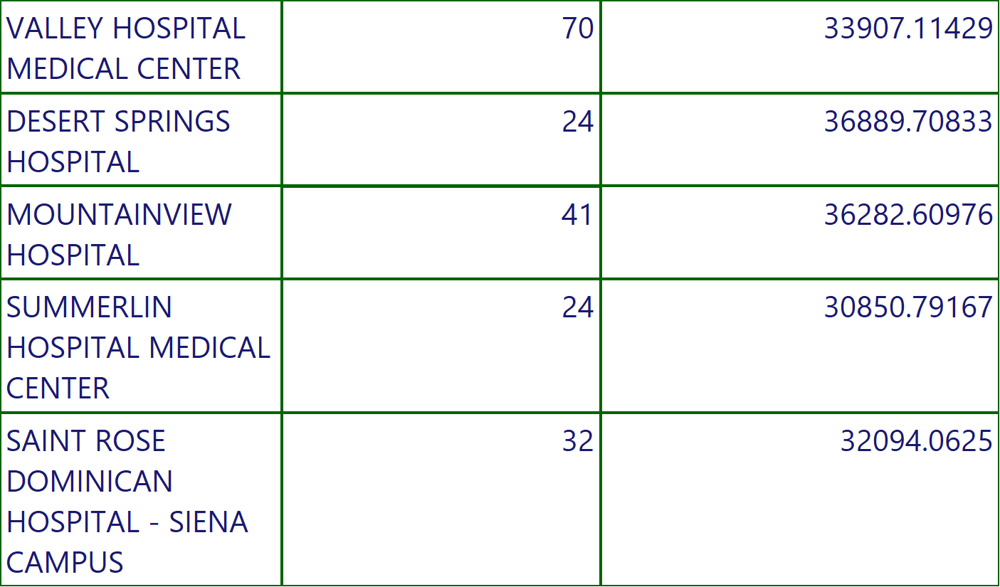 VALLEY HOSPITAL 70 33907.11429
MEDICAL CENTER
DESERT SPRINGS 24 36889.70833
HOSPITAL
MOUNTAINVIEW 41 36282.60976
HOSPITAL
SUMMERLIN 24 30850.79167
HOSPITAL MEDICAL
CENTER
SAINT ROSE 32 32094.0625
DOMINICAN
HOSPITAL - SIENA
CAMPUS